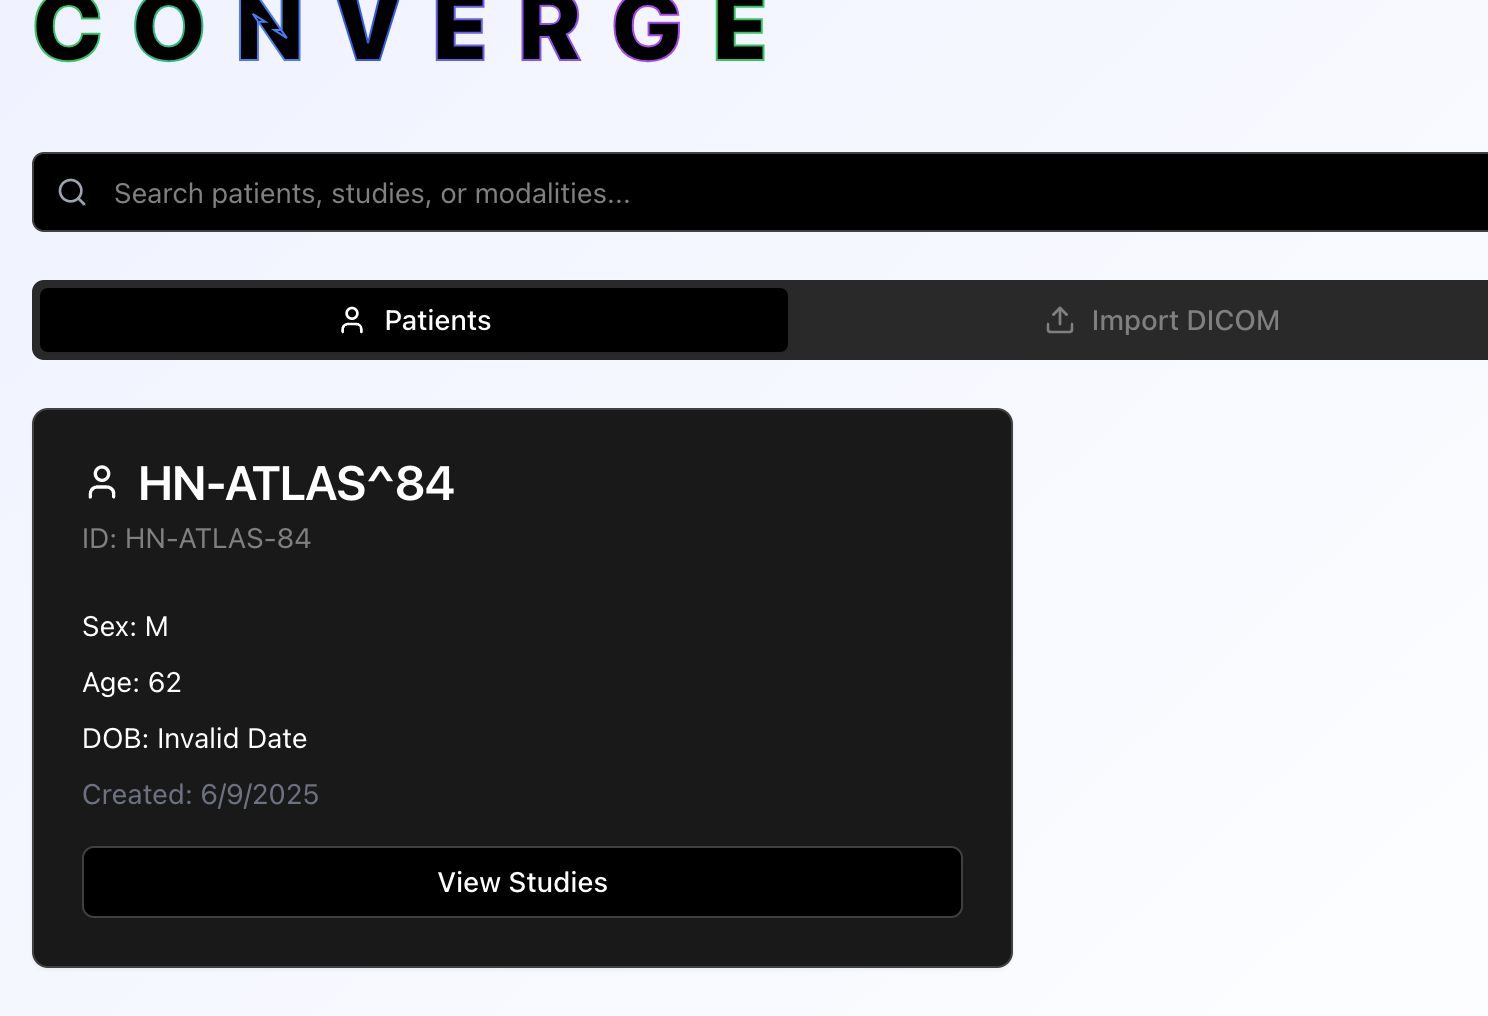 CONVERGE
Search patients, studies, or modalities...
Patients
Import DICOM
HN-ATLAS^84
ID: HN-ATLAS-84
Sex: M
Age: 62
DOB: Invalid Date
Created: 6/9/2025
View Studies